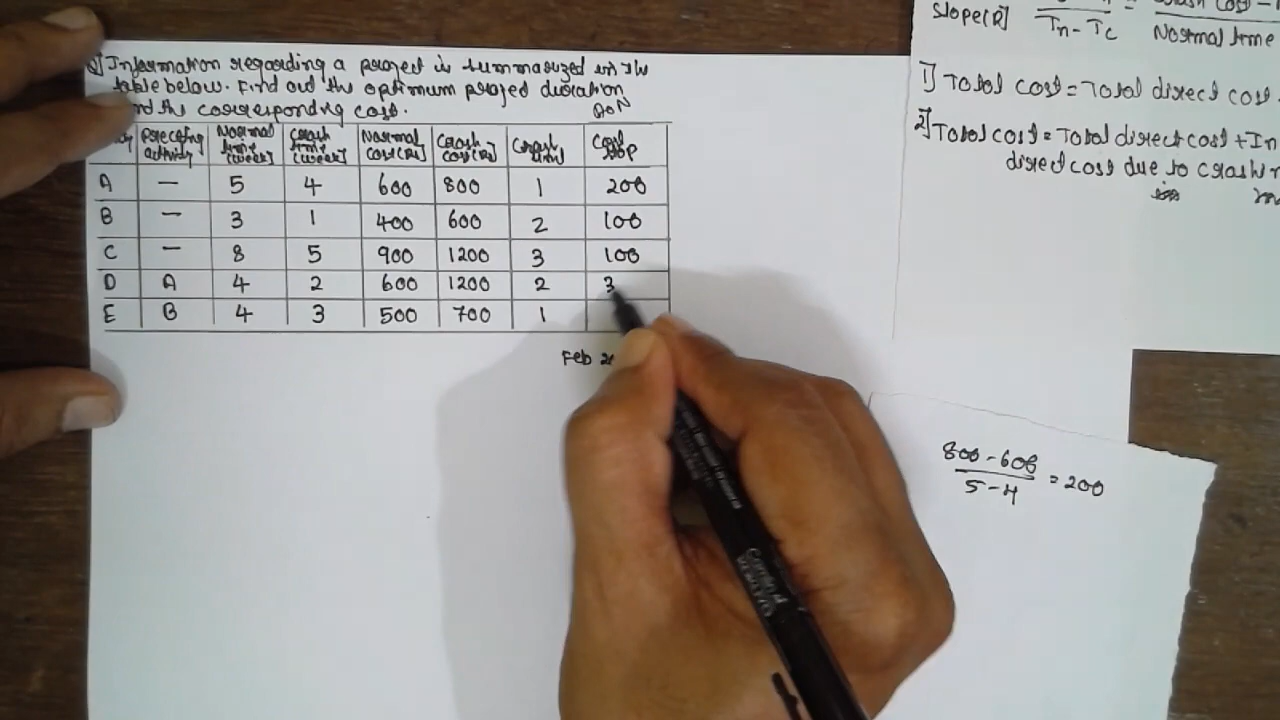 Q] Information regarding a project is summarized in the
table below. Find out the optimum project duration
and the corresponding cost.
Preceding activity | Normal time [week] | Crash time [week] | Normal Cost [Rs] | Crash Cost [Rs] | Crash | Cost slop
A — 5 4 600 800 1 200
B — 3 1 400 600 2 100
C — 8 5 900 1200 3 100
D A 4 2 600 1200 2 3
E B 4 3 500 700 1
Feb
Slope[R] Tn - Tc = Normal time
1] Total cost = Total direct cost
2] Total cost = Total direct cost + In
direct cost due to crash
800 - 600
5 - 4 = 200